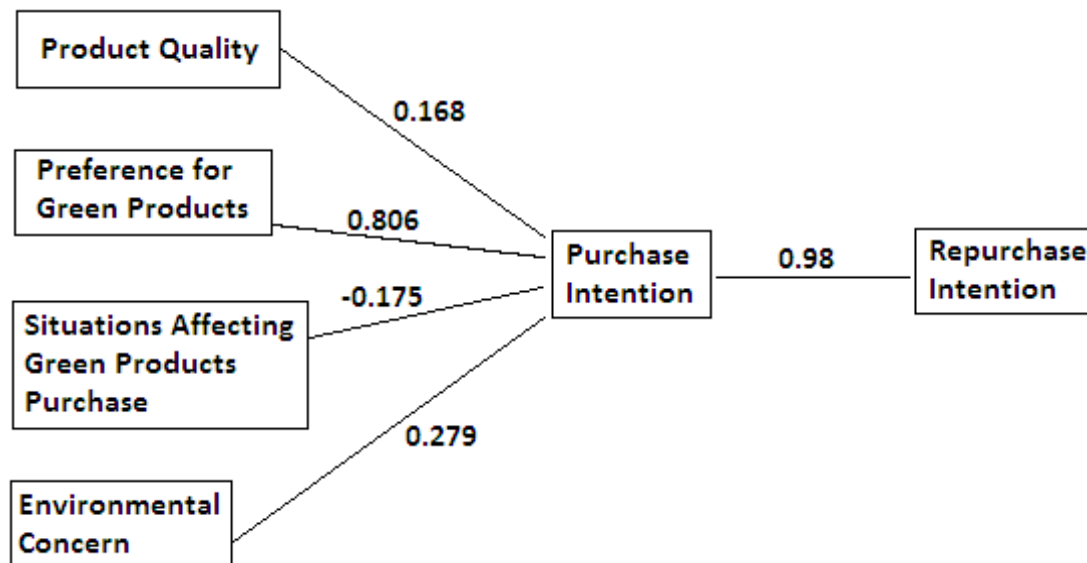 Product Quality
0.168
Preference for
Green Products
0.806
Purchase
Intention
0.98
Repurchase
Intention
-0.175
Situations Affecting
Green Products
Purchase
0.279
Environmental
Concern